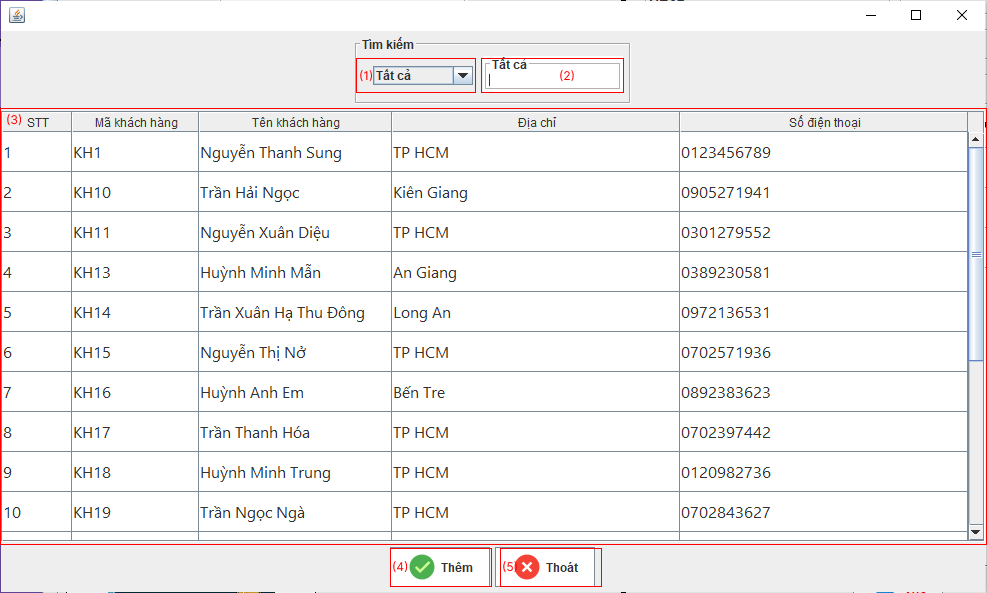 Tìm kiếm
(1) Tất cả
Tất cả
(2)
(3) STT Mã khách hàng Tên khách hàng Địa chỉ Số điện thoại
1 KH1 Nguyễn Thanh Sung TP HCM 0123456789
2 KH10 Trần Hải Ngọc Kiên Giang 0905271941
3 KH11 Nguyễn Xuân Diệu TP HCM 0301279552
4 KH13 Huỳnh Minh Mẫn An Giang 0389230581
5 KH14 Trần Xuân Hạ Thu Đông Long An 0972136531
6 KH15 Nguyễn Thị Nở TP HCM 0702571936
7 KH16 Huỳnh Anh Em Bến Tre 0892383623
8 KH17 Trần Thanh Hóa TP HCM 0702397442
9 KH18 Huỳnh Minh Trung TP HCM 0120982736
10 KH19 Trần Ngọc Ngà TP HCM 0702843627
(4) Thêm (5) Thoát